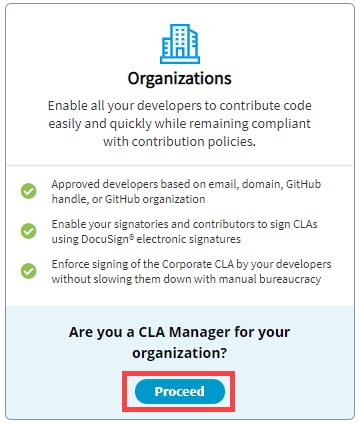 Organizations
Enable all your developers to contribute code
easily and quickly while remaining compliant
with contribution policies.
Approved developers based on email, domain, GitHub
handle, or GitHub organization
Enable your signatories and contributors to sign CLAs
using DocuSign® electronic signatures
Enforce signing of the Corporate CLA by your developers
without slowing them down with manual bureaucracy
Are you a CLA Manager for your
organization?
Proceed